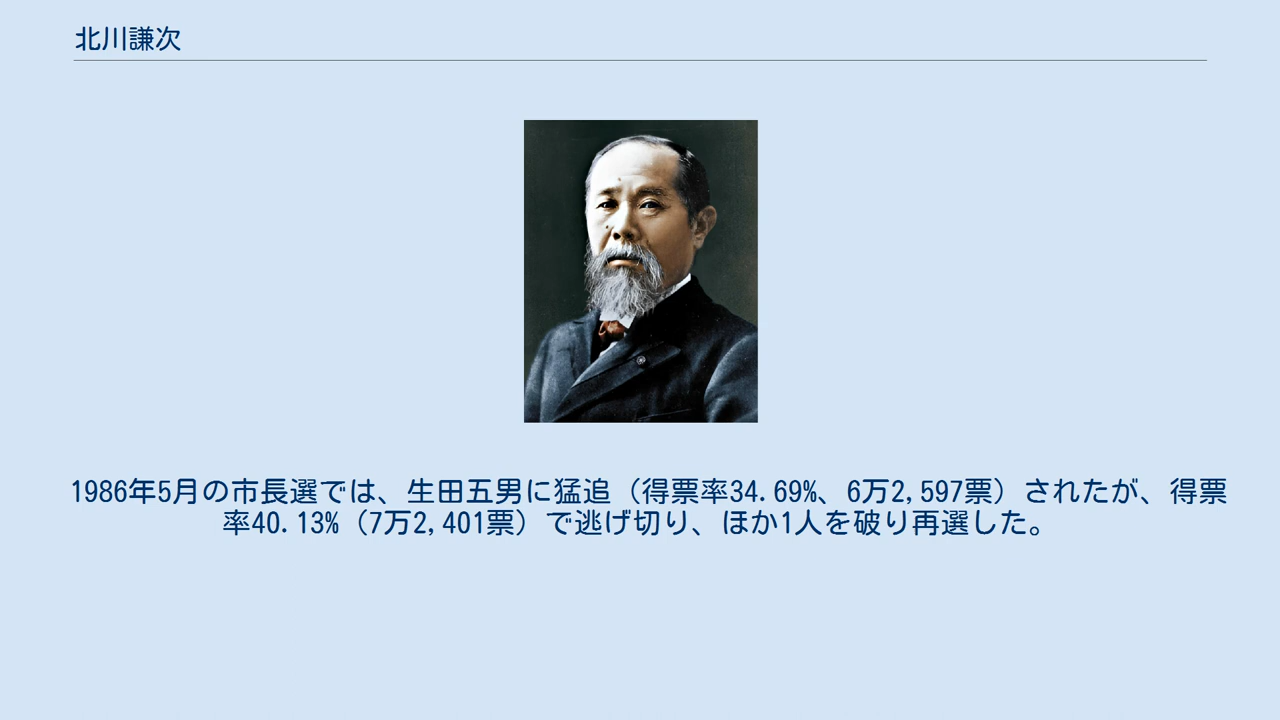 北川謙次
1986年5月の市長選では、生田五男に猛追（得票率34.69%、6万2,597票）されたが、得票
率40.13%（7万2,401票）で逃げ切り、ほか1人を破り再選した。